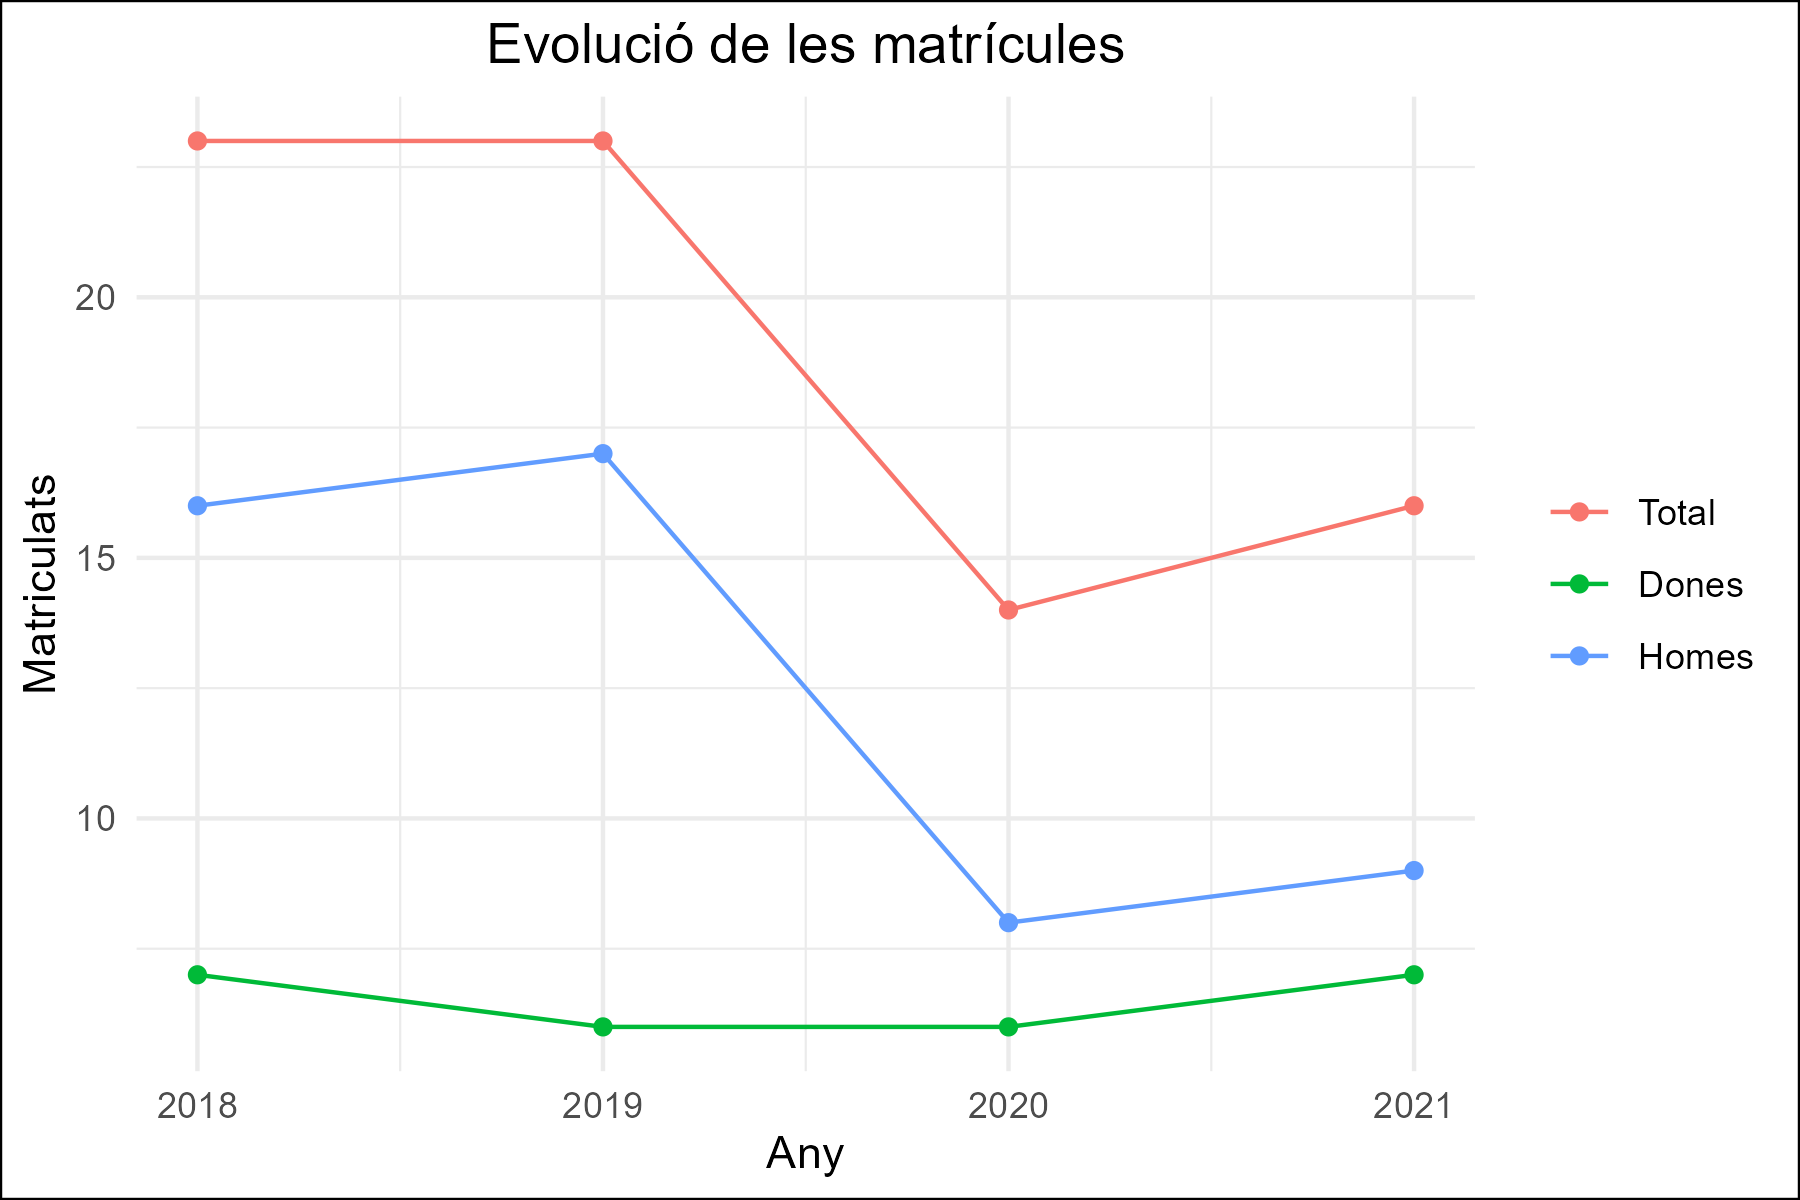 Evolució de les matrícules
Matriculats
20
15
10
2018
2019
2020
2021
Any
Total
Dones
Homes